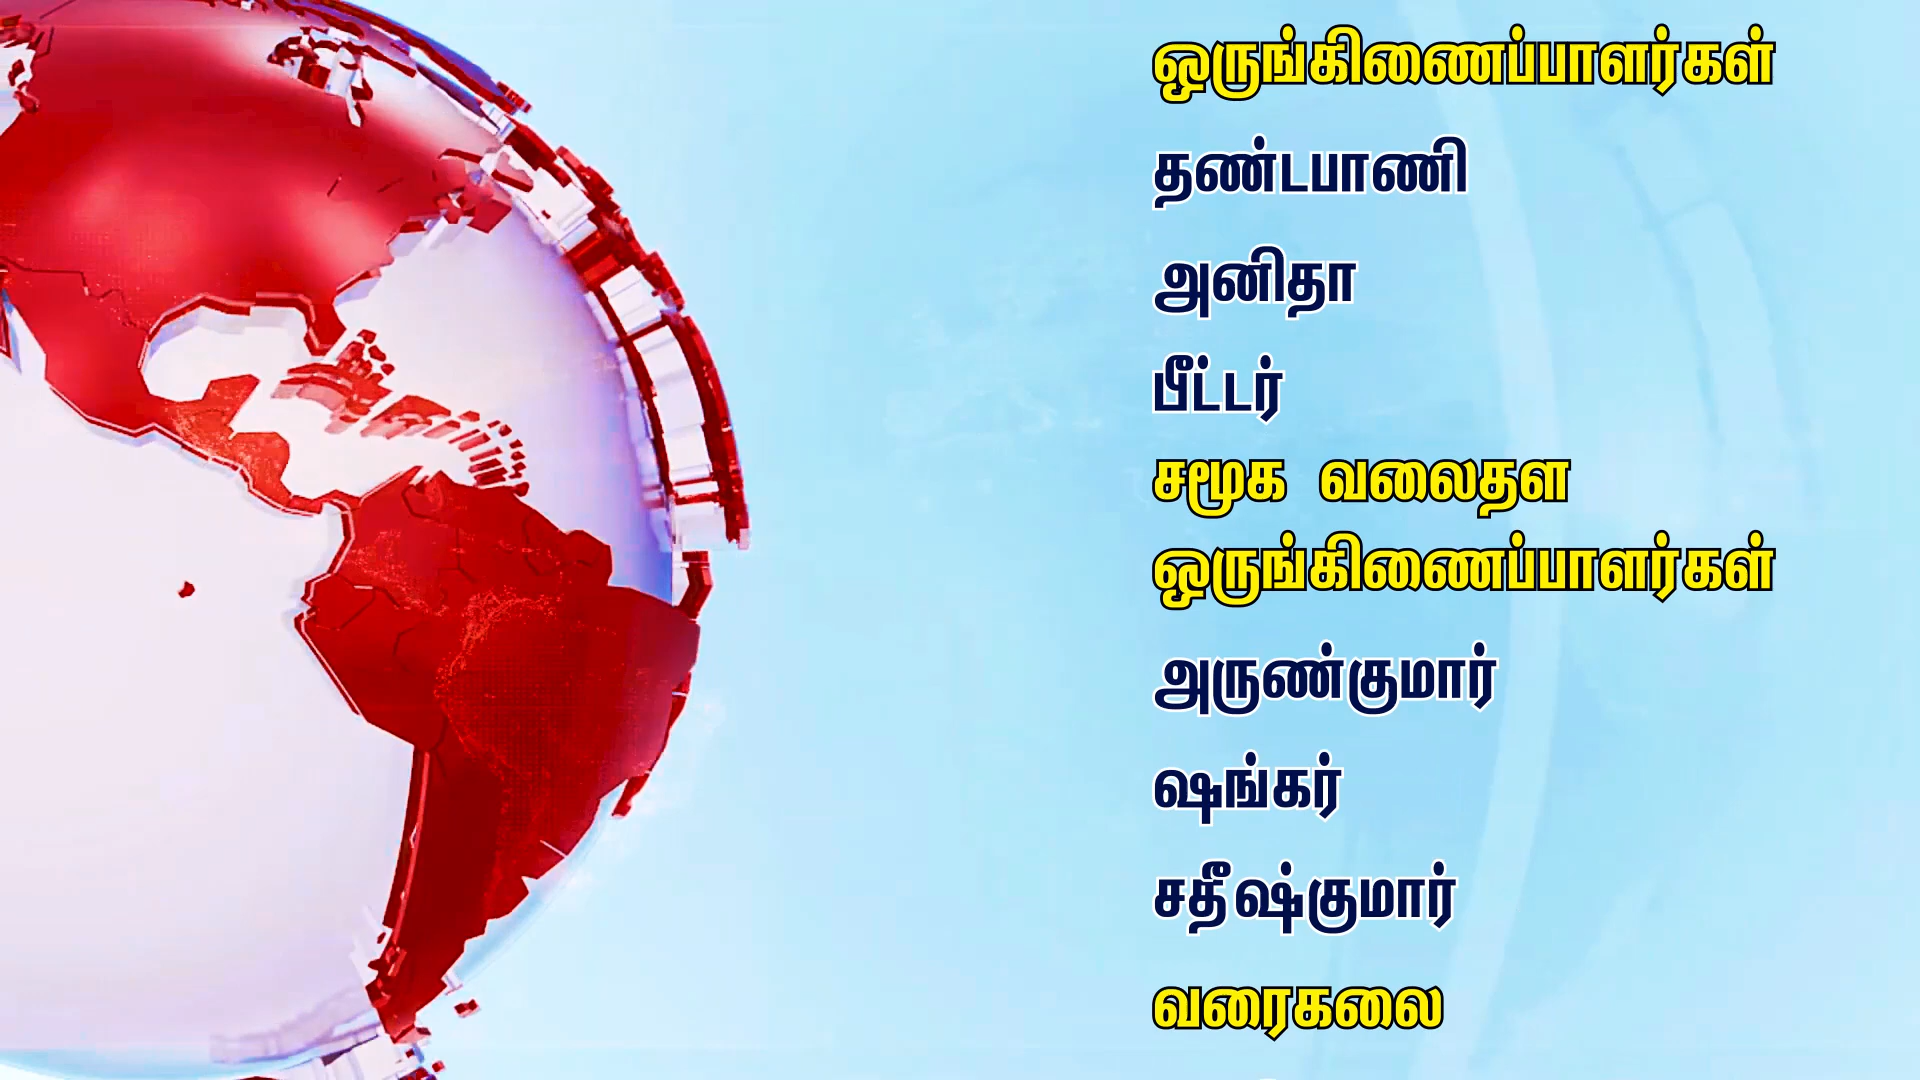 ஒருங்கிணைப்பாளர்கள்
தண்டபாணி
அனிதா
பீட்டர்
சமூக வலைதள
ஒருங்கிணைப்பாளர்கள்
அருண்குமார்
ஷங்கர்
சதீஷ்குமார்
வரைகலை